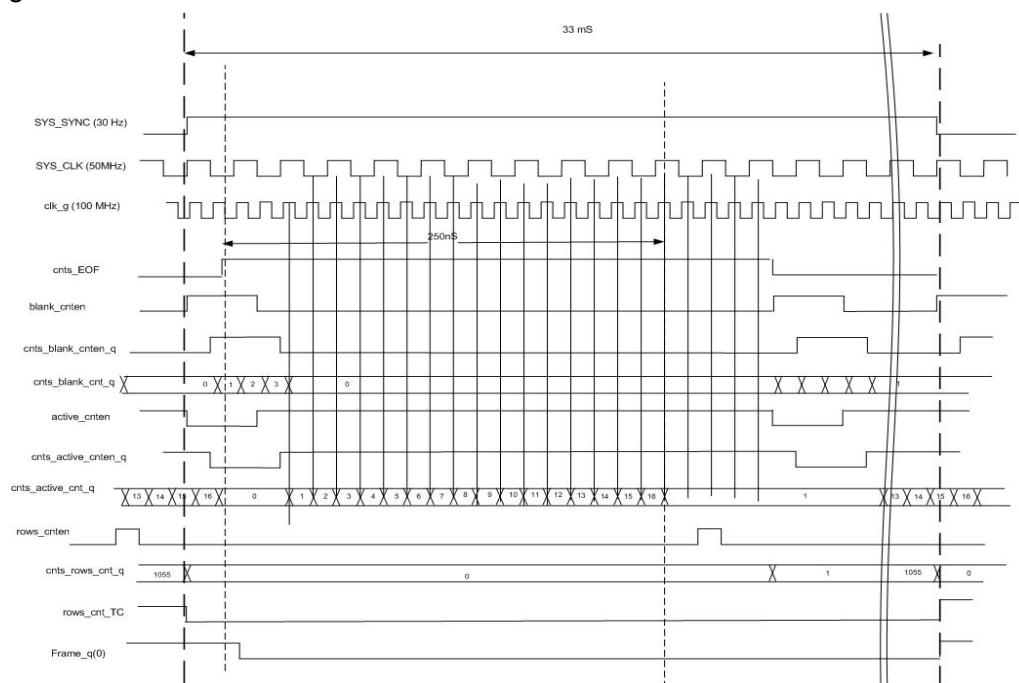 g
33 mS
SYS_SYNC (30 Hz)
SYS_CLK (50MHz)
clk_g (100 MHz)
250nS
cnts_EOF
blank_cnten
cnts_blank_cnten_q
cnts_blank_cnt_q 0 1 2 3 0 1
active_cnten
cnts_active_cnten_q
cnts_active_cnt_q 13 14 15 16 0 1 2 3 4 5 6 7 8 9 10 11 12 13 14 15 16 1 13 14 15 16
rows_cnten
cnts_rows_cnt_q 1055 0 1 1055 0
rows_cnt_TC
Frame_q(0)